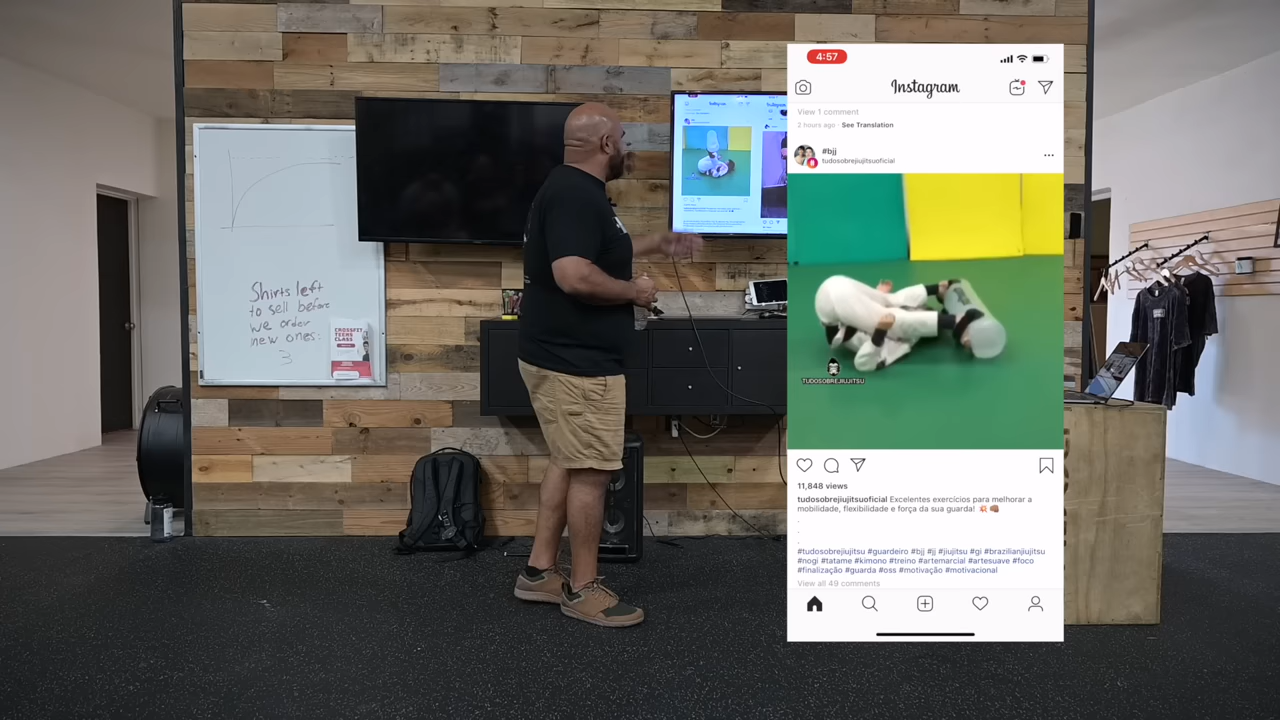 Shirts left
to sell before
we order
new ones:
3
CROSSFIT
TEENS
CLASS
4:57
Instagram
View 1 comment
2 hours ago · See Translation
#bjj
tudosobrejiujitsuoficial
TUDOSOBREJIUJITSU
11,848 views
tudosobrejiujitsuoficial Excelentes exercícios para melhorar a
mobilidade, flexibilidade e força da sua guarda! 💥 👊🏽
.
.
.
#tudosobrejiujitsu #guardeiro #bjj #jj #jiujitsu #gi #brazilianjiujitsu
#nogi #tatame #kimono #treino #artemarcial #artesuave #foco
#finalização #guarda #oss #motivação #motivacional
View all 49 comments